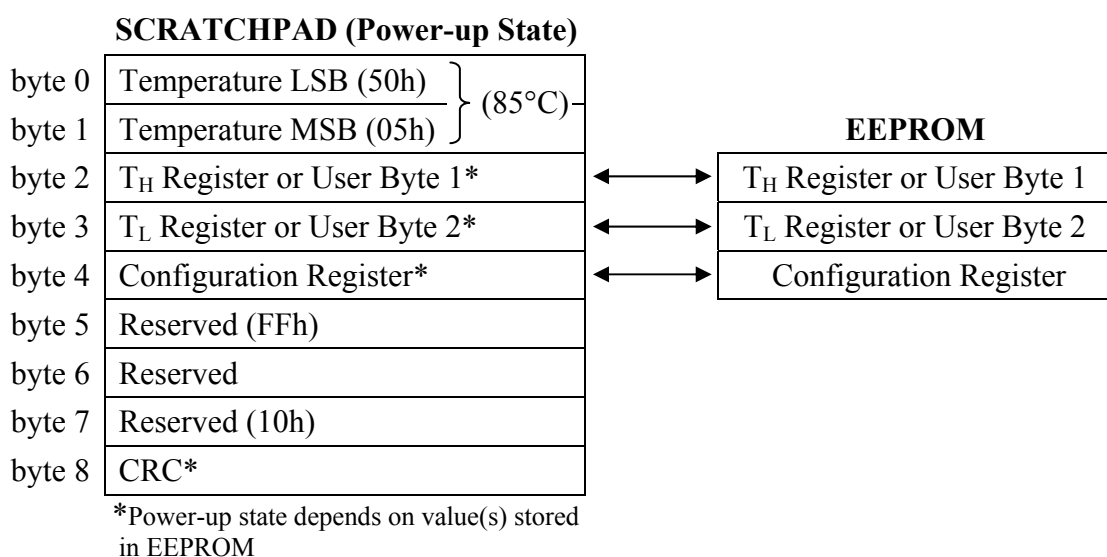 SCRATCHPAD (Power-up State)
byte 0 Temperature LSB (50h)
(85°C)
byte 1 Temperature MSB (05h)
EEPROM
byte 2 TH Register or User Byte 1* TH Register or User Byte 1
byte 3 TL Register or User Byte 2* TL Register or User Byte 2
byte 4 Configuration Register* Configuration Register
byte 5 Reserved (FFh)
byte 6 Reserved
byte 7 Reserved (10h)
byte 8 CRC*
*Power-up state depends on value(s) stored
in EEPROM